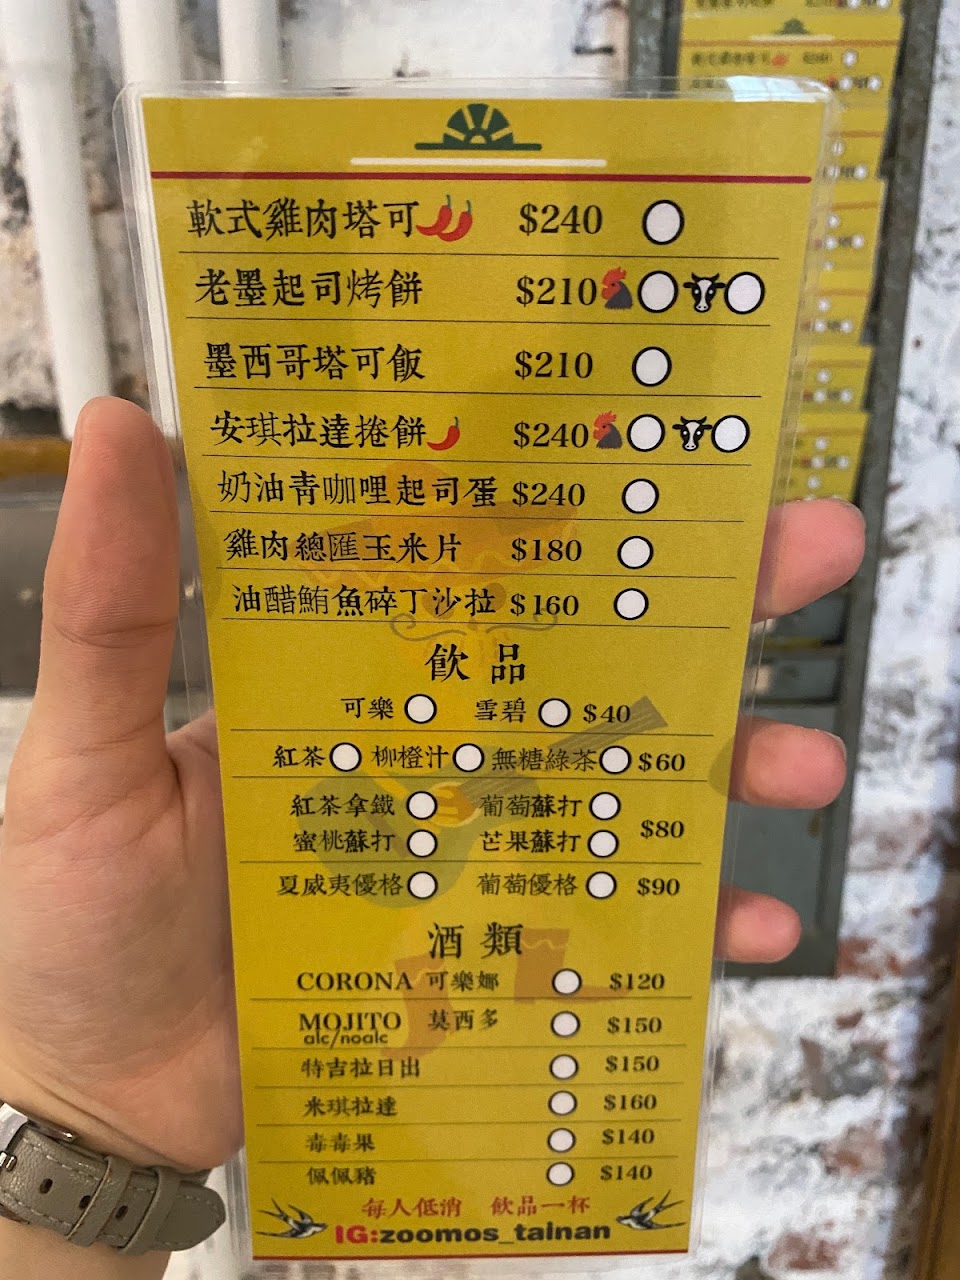 軟式雞肉塔可 $240
老墨起司烤餅 $210
墨西哥塔可飯 $210
安琪拉達捲餅 $240
奶油青咖哩起司蛋 $240
雞肉總匯玉米片 $180
油醋鮪魚碎丁沙拉 $160
飲品
可樂 雪碧 $40
紅茶 柳橙汁 無糖綠茶 $60
紅茶拿鐵 葡萄蘇打
$80
蜜桃蘇打 芒果蘇打
夏威夷優格 葡萄優格 $90
酒類
CORONA 可樂娜 $120
MOJITO 莫西多 $150
alc/noalc
特吉拉日出 $150
米琪拉達 $160
毒毒果 $140
佩佩豬 $140
每人低消 飲品一杯
IG:zoomos_tainan